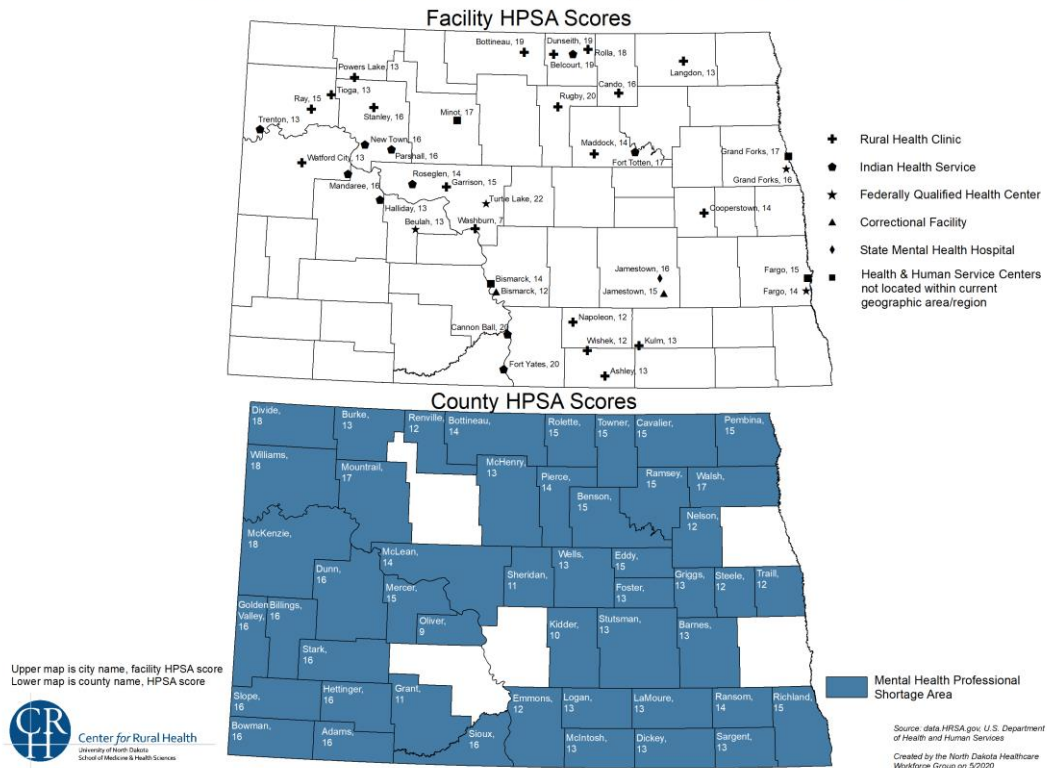 Facility HPSA Scores
Bottineau, 19
Dunseith, 19
Rolla, 18
Belcourt, 19
Langdon, 13
Powers Lake, 13
Tioga, 13
Cando, 16
Ray, 15
Stanley, 16
Rugby, 20
Minot, 17
Trenton, 13
New Town, 16
Parshall, 16
Maddock, 14
Fort Totten, 17
Grand Forks, 17
Grand Forks, 16
Watford City, 13
Mandaree, 16
Roseglen, 14
Garrison, 15
Halliday, 13
Turtle Lake, 22
Cooperstown, 14
Beulah, 13
Washburn, 7
Bismarck, 14
Bismarck, 12
Jamestown, 16
Jamestown, 15
Fargo, 15
Fargo, 14
Cannon Ball, 20
Napoleon, 12
Wishek, 12
Kulm, 13
Fort Yates, 20
Ashley, 13
Rural Health Clinic
Indian Health Service
Federally Qualified Health Center
Correctional Facility
State Mental Health Hospital
Health & Human Service Centers
not located within current
geographic area/region
County HPSA Scores
Divide,
18
Burke,
13
Renville,
12
Bottineau,
14
Rolette,
15
Towner,
15
Cavalier,
15
Pembina,
15
Williams,
18
Mountrail,
17
McHenry,
13
Pierce,
14
Benson,
15
Ramsey,
15
Walsh,
17
Nelson,
12
McKenzie,
18
Dunn,
16
McLean,
14
Mercer,
15
Oliver,
9
Sheridan,
11
Wells,
13
Eddy,
15
Foster,
13
Griggs,
13
Steele,
12
Traill,
12
Golden
Valley,
16
Billings,
16
Stark,
16
Kidder,
10
Stutsman,
13
Barnes,
13
Slope,
16
Hettinger,
16
Grant,
11
Emmons,
12
Logan,
13
LaMoure,
13
Ransom,
14
Richland,
15
Bowman,
16
Adams,
16
Sioux,
16
McIntosh,
13
Dickey,
13
Sargent,
13
Upper map is city name, facility HPSA score
Lower map is county name, HPSA score
Mental Health Professional
Shortage Area
CRH
Center for Rural Health
University of North Dakota
School of Medicine & Health Sciences
Source: data.HRSA.gov, U.S. Department
of Health and Human Services
Created by the North Dakota Healthcare
Workforce Group on 5/2020